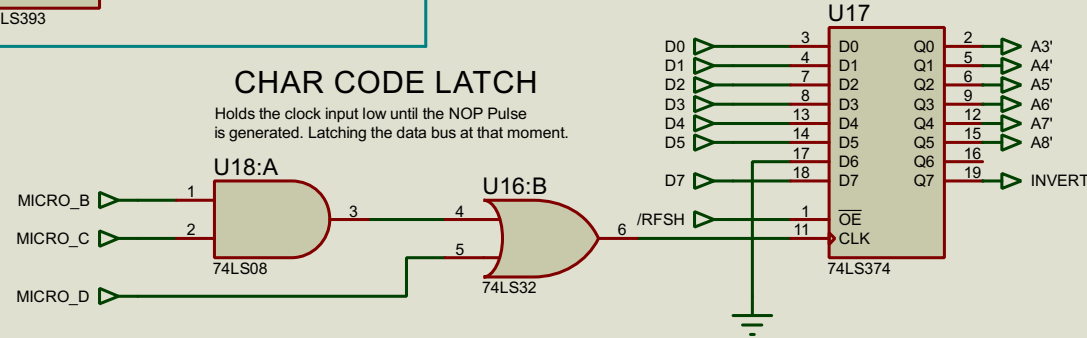 LS393
CHAR CODE LATCH
Holds the clock input low until the NOP Pulse
is generated. Latching the data bus at that moment.
U18:A
MICRO_B 1
MICRO_C 2
3
74LS08
MICRO_D
U16:B
4
5
6
74LS32
U17
D0 3 D0 Q0 2 A3'
D1 4 D1 Q1 5 A4'
D2 7 D2 Q2 6 A5'
D3 8 D3 Q3 9 A6'
D4 13 D4 Q4 12 A7'
D5 14 D5 Q5 15 A8'
17 D6 Q6 16
D7 18 D7 Q7 19 INVERT
/RFSH 1 OE
11 CLK
74LS374